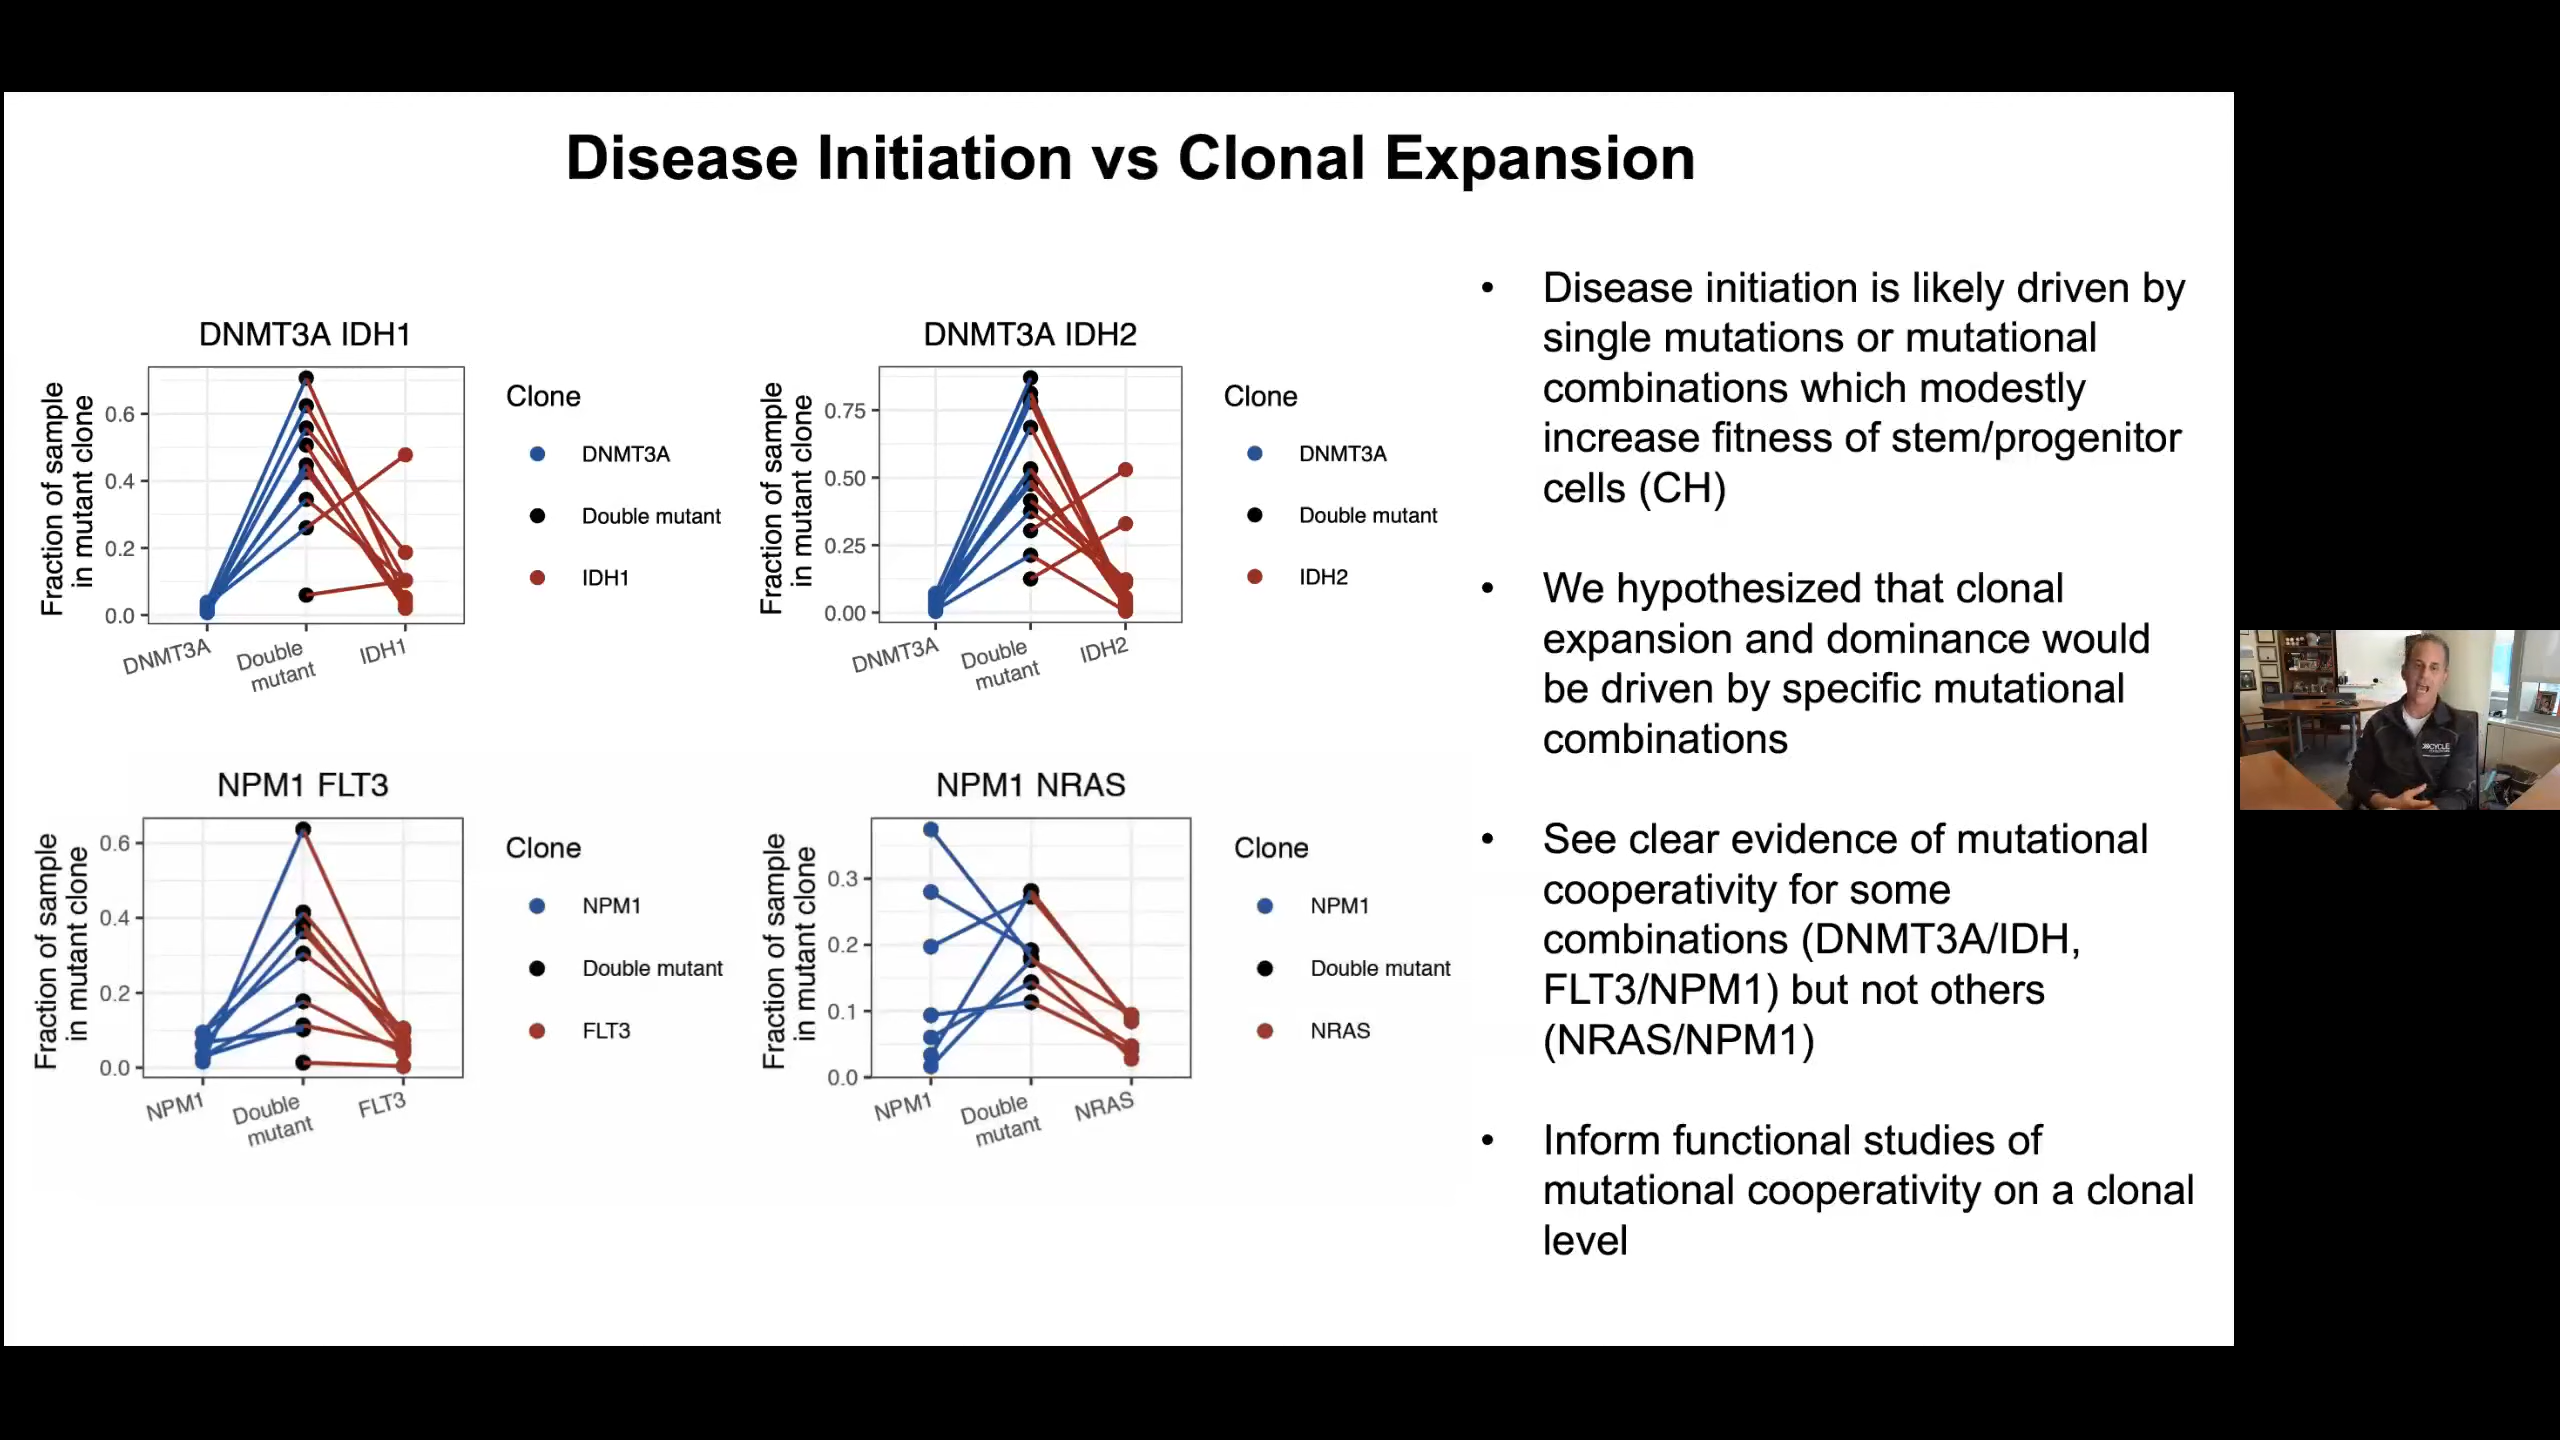 Disease Initiation vs Clonal Expansion
DNMT3A IDH1
Fraction of sample
in mutant clone
0.6
0.4
0.2
0.0
DNMT3A
Double
mutant
IDH1
Clone
DNMT3A
Double mutant
IDH1
DNMT3A IDH2
Fraction of sample
in mutant clone
0.75
0.50
0.25
0.00
DNMT3A
Double
mutant
IDH2
Clone
DNMT3A
Double mutant
IDH2
NPM1 FLT3
Fraction of sample
in mutant clone
0.6
0.4
0.2
0.0
NPM1
Double
mutant
FLT3
Clone
NPM1
Double mutant
FLT3
NPM1 NRAS
Fraction of sample
in mutant clone
0.3
0.2
0.1
0.0
NPM1
Double
mutant
NRAS
Clone
NPM1
Double mutant
NRAS
• Disease initiation is likely driven by
single mutations or mutational
combinations which modestly
increase fitness of stem/progenitor
cells (CH)
• We hypothesized that clonal
expansion and dominance would
be driven by specific mutational
combinations
• See clear evidence of mutational
cooperativity for some
combinations (DNMT3A/IDH,
FLT3/NPM1) but not others
(NRAS/NPM1)
• Inform functional studies of
mutational cooperativity on a clonal
level
CYCLE